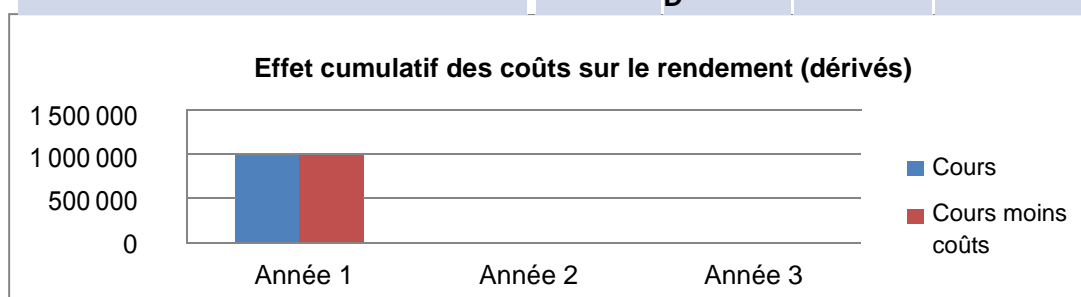 D
Effet cumulatif des coûts sur le rendement (dérivés)
1 500 000
1 000 000
500 000
0
Année 1 Année 2 Année 3
Cours
Cours moins
coûts